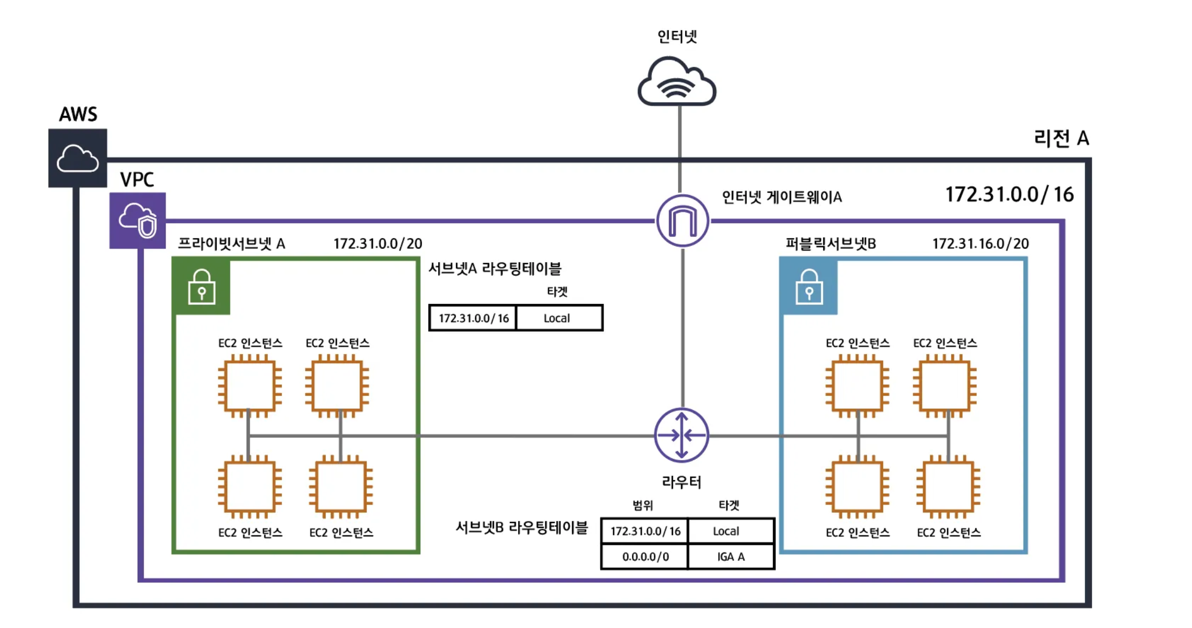 인터넷
AWS
리전 A
VPC
인터넷 게이트웨이A
172.31.0.0/ 16
프라이빗서브넷 A
172.31.0.0/20
퍼블릭서브넷B
172.31.16.0/20
서브넷A 라우팅테이블
타겟
172.31.0.0/ 16
Local
EC2 인스턴스
EC2 인스턴스
EC2 인스턴스
EC2 인스턴스
라우터
범위
타겟
서브넷B 라우팅테이블
172.31.0.0/ 16
Local
0.0.0.0/0
IGA A
EC2 인스턴스
EC2 인스턴스
EC2 인스턴스
EC2 인스턴스